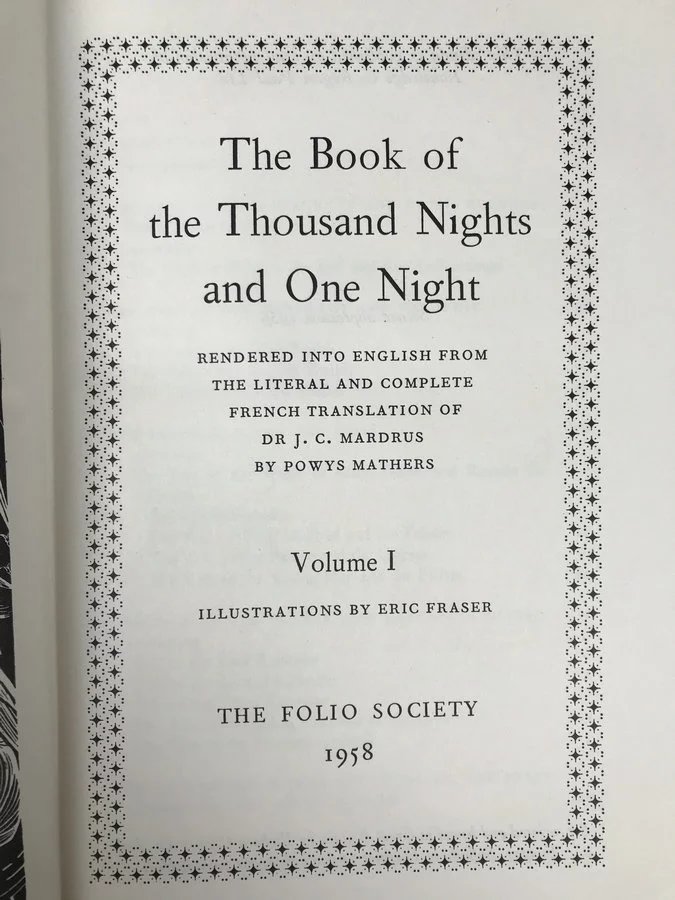 The Book of
the Thousand Nights
and One Night
RENDERED INTO ENGLISH FROM
THE LITERAL AND COMPLETE
FRENCH TRANSLATION OF
DR J. C. MARDRUS
BY POWYS MATHERS
Volume I
ILLUSTRATIONS BY ERIC FRASER
THE FOLIO SOCIETY
1958